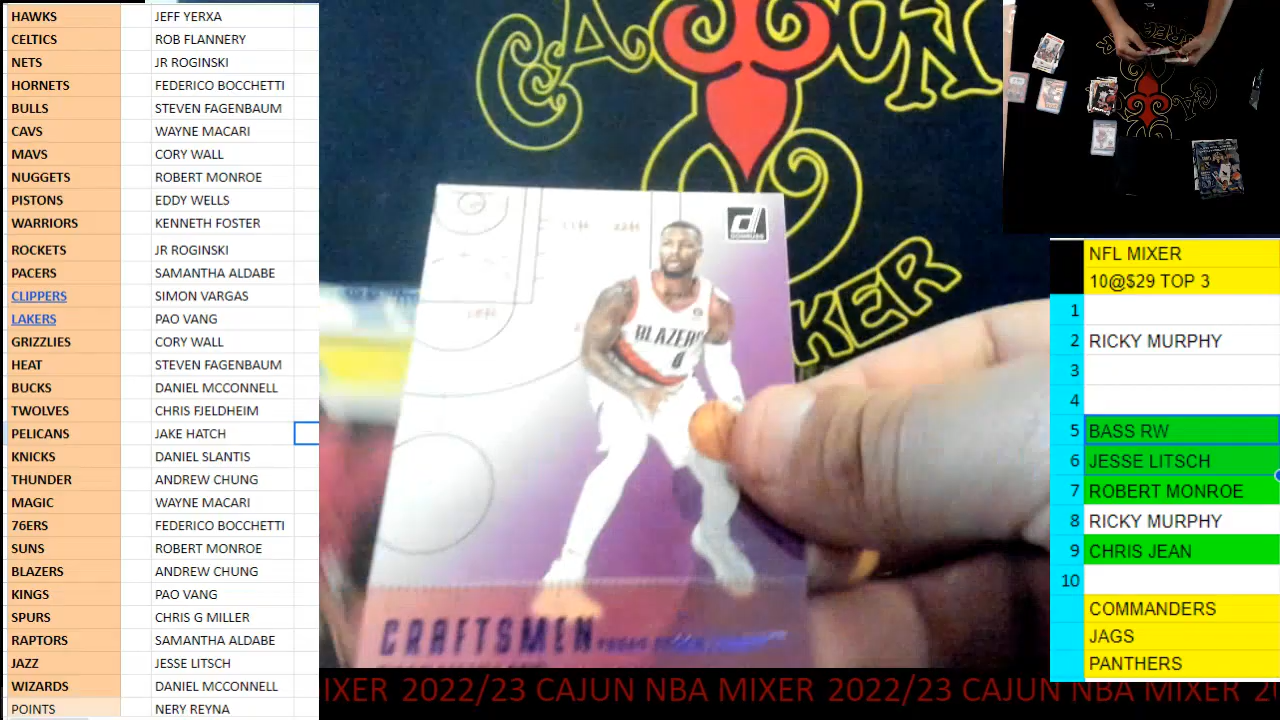 HAWKS JEFF YERXA
CELTICS ROB FLANNERY
NETS JR ROGINSKI
HORNETS FEDERICO BOCCHETTI
BULLS STEVEN FAGENBAUM
CAVS WAYNE MACARI
MAVS CORY WALL
NUGGETS ROBERT MONROE
PISTONS EDDY WELLS
WARRIORS KENNETH FOSTER
ROCKETS JR ROGINSKI
PACERS SAMANTHA ALDABE
CLIPPERS SIMON VARGAS
LAKERS PAO VANG
GRIZZLIES CORY WALL
HEAT STEVEN FAGENBAUM
BUCKS DANIEL MCCONNELL
TWOLVES CHRIS FJELDHEIM
PELICANS JAKE HATCH
KNICKS DANIEL SLANTIS
THUNDER ANDREW CHUNG
MAGIC WAYNE MACARI
76ERS FEDERICO BOCCHETTI
SUNS ROBERT MONROE
BLAZERS ANDREW CHUNG
KINGS PAO VANG
SPURS CHRIS G MILLER
RAPTORS SAMANTHA ALDABE
JAZZ JESSE LITSCH
WIZARDS DANIEL MCCONNELL
POINTS NERY REYNA
CAJUN
KER
d
BLAZERS
0
CRAFTSMEN
NFL MIXER
10@$29 TOP 3
1
2 RICKY MURPHY
3
4
5 BASS RW
6 JESSE LITSCH
7 ROBERT MONROE
8 RICKY MURPHY
9 CHRIS JEAN
10
COMMANDERS
JAGS
PANTHERS
IXER 2022/23 CAJUN NBA MIXER 2022/23 CAJUN NBA MIXER 2